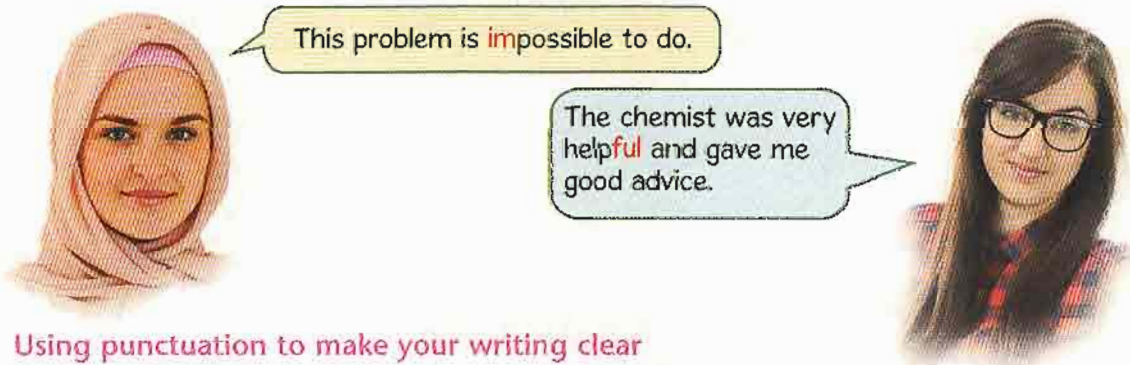 This problem is impossible to do.
The chemist was very
helpful and gave me
good advice.
Using punctuation to make your writing clear